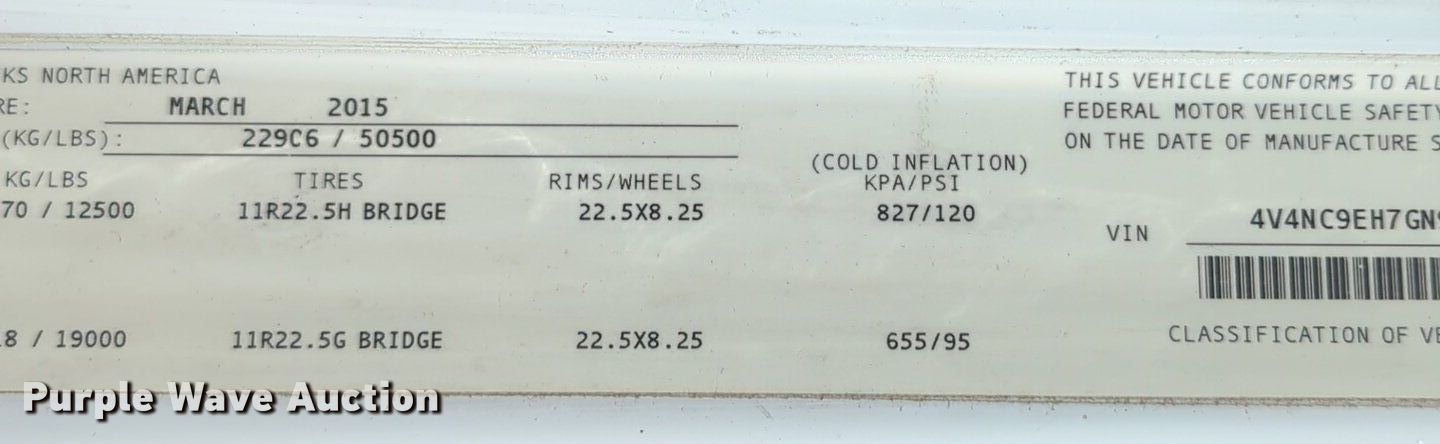 KS NORTH AMERICA
RE: MARCH 2015
(KG/LBS): 229C6 / 50500
KG/LBS TIRES RIMS/WHEELS (COLD INFLATION) KPA/PSI
70 / 12500 11R22.5H BRIDGE 22.5X8.25 827/120
8 / 19000 11R22.5G BRIDGE 22.5X8.25 655/95
THIS VEHICLE CONFORMS TO ALL
FEDERAL MOTOR VEHICLE SAFETY
ON THE DATE OF MANUFACTURE S
VIN 4V4NC9EH7GN9
CLASSIFICATION OF VE
Purple Wave Auction